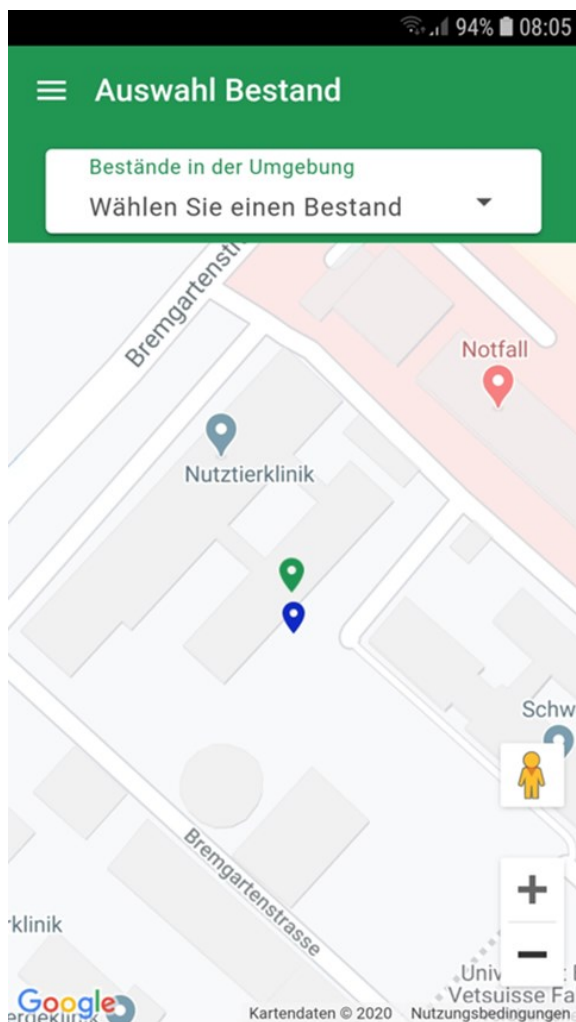 94% 08:05
Auswahl Bestand
Bestände in der Umgebung
Wählen Sie einen Bestand
Bremgartenstr
Notfall
Nutztierklinik
Schw
Bremgartenstrasse
rklinik
Univ
Vetsuisse Fa
Google
Kartendaten © 2020 Nutzungsbedingungen